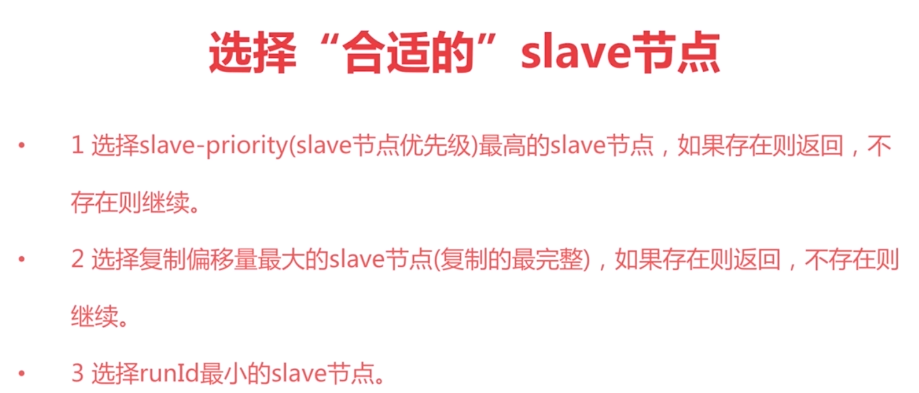 选择“合适的”slave节点
• 1 选择slave-priority(slave节点优先级)最高的slave节点，如果存在则返回，不
存在则继续。
• 2 选择复制偏移量最大的slave节点(复制的最完整)，如果存在则返回，不存在则
继续。
• 3 选择runId最小的slave节点。